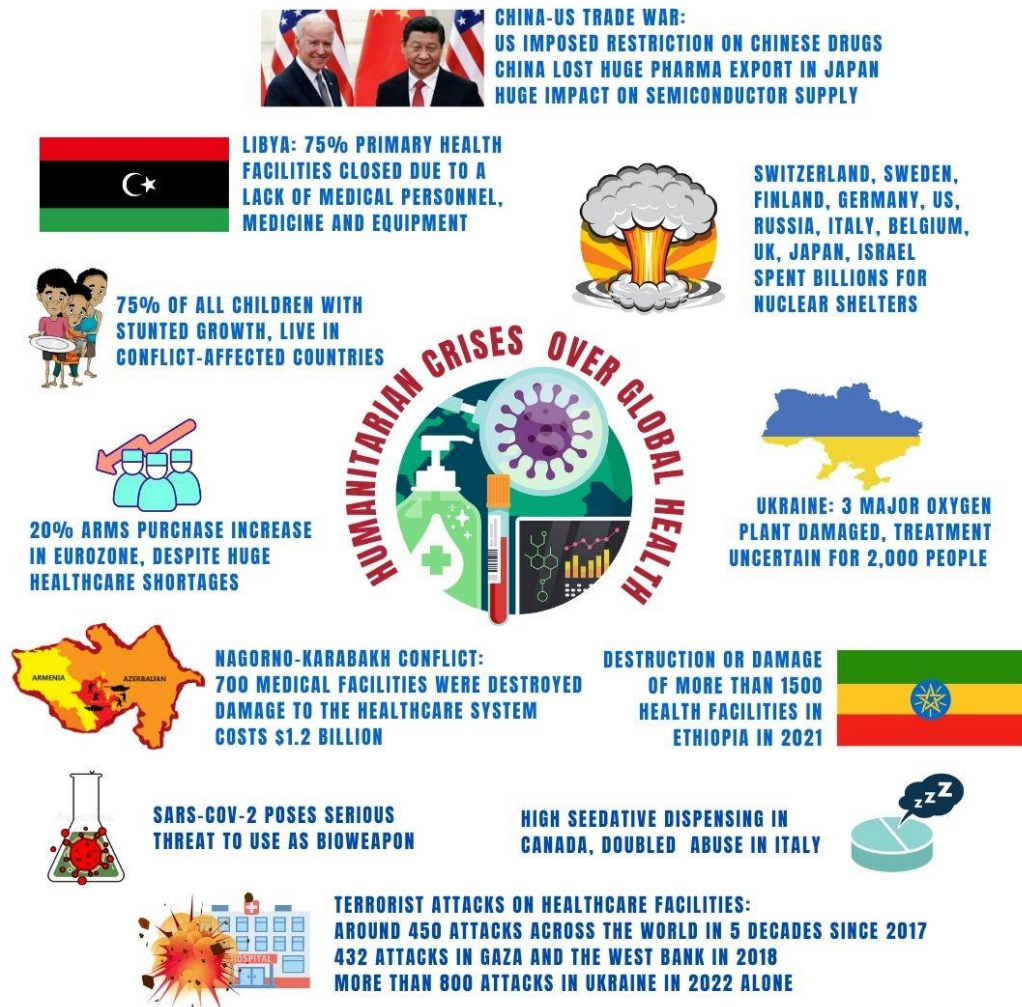 CHINA-US TRADE WAR:
US IMPOSED RESTRICTION ON CHINESE DRUGS
CHINA LOST HUGE PHARMA EXPORT IN JAPAN
HUGE IMPACT ON SEMICONDUCTOR SUPPLY
LIBYA: 75% PRIMARY HEALTH
FACILITIES CLOSED DUE TO A
LACK OF MEDICAL PERSONNEL,
MEDICINE AND EQUIPMENT
SWITZERLAND, SWEDEN,
FINLAND, GERMANY, US,
RUSSIA, ITALY, BELGIUM,
UK, JAPAN, ISRAEL
SPENT BILLIONS FOR
NUCLEAR SHELTERS
75% OF ALL CHILDREN WITH
STUNTED GROWTH, LIVE IN
CONFLICT-AFFECTED COUNTRIES
HUMANITARIAN CRISES OVER GLOBAL HEALTH
20% ARMS PURCHASE INCREASE
IN EUROZONE, DESPITE HUGE
HEALTHCARE SHORTAGES
UKRAINE: 3 MAJOR OXYGEN
PLANT DAMAGED, TREATMENT
UNCERTAIN FOR 2,000 PEOPLE
ARMENIA
AZERBAIJAN
NAGORNO-KARABAKH CONFLICT:
700 MEDICAL FACILITIES WERE DESTROYED
DAMAGE TO THE HEALTHCARE SYSTEM
COSTS $1.2 BILLION
DESTRUCTION OR DAMAGE
OF MORE THAN 1500
HEALTH FACILITIES IN
ETHIOPIA IN 2021
SARS-COV-2 POSES SERIOUS
THREAT TO USE AS BIOWEAPON
HIGH SEEDATIVE DISPENSING IN
CANADA, DOUBLED ABUSE IN ITALY
zzZ
HOSPITAL
TERRORIST ATTACKS ON HEALTHCARE FACILITIES:
AROUND 450 ATTACKS ACROSS THE WORLD IN 5 DECADES SINCE 2017
432 ATTACKS IN GAZA AND THE WEST BANK IN 2018
MORE THAN 800 ATTACKS IN UKRAINE IN 2022 ALONE